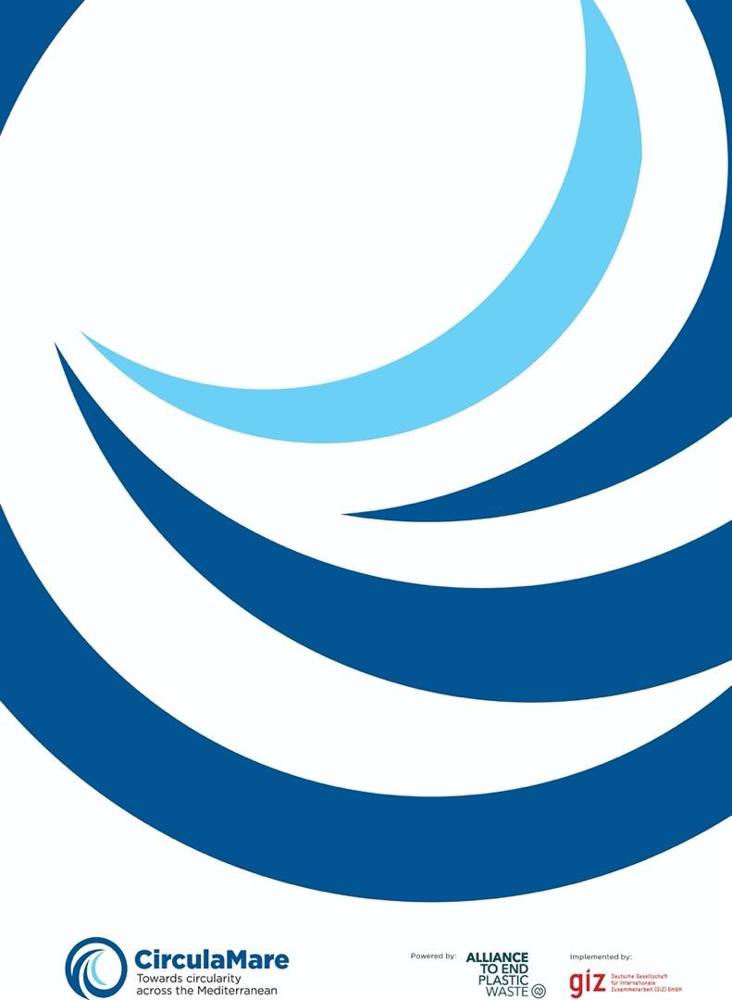 CirculaMare
Towards circularity
across the Mediterranean
Powered by:
ALLIANCE
TO END
PLASTIC
WASTE
Implemented by:
giz
Deutsche Gesellschaft
für Internationale
Zusammenarbeit (GIZ) GmbH